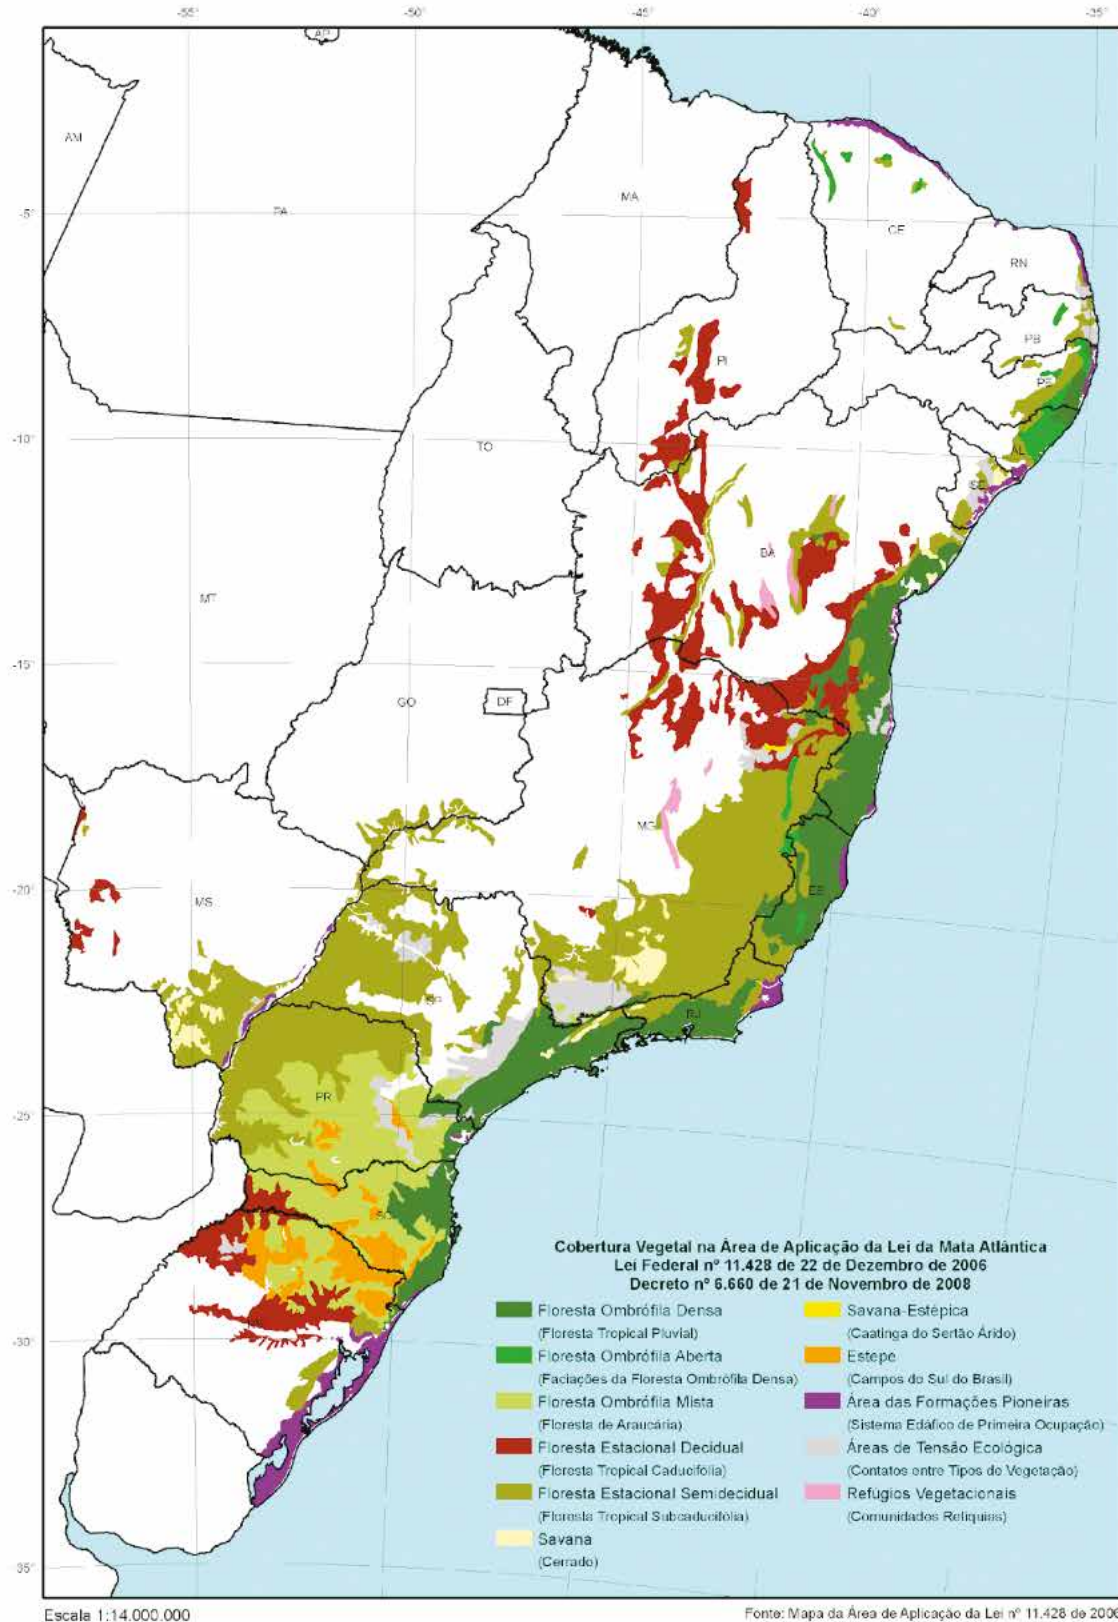 -55°
-50°
-45°
-40°
-35°
AP
AM
PA
MA
-5°
CE
RN
PB
PI
PE
-10°
TO
AL
SE
BA
MT
-15°
GO
DF
MG
-20°
MS
ES
SP
RJ
PR
-25°
SC
RS
-30°
35°
Cobertura Vegetal na Área de Aplicação da Lei da Mata Atlântica
Lei Federal nº 11.428 de 22 de Dezembro de 2006
Decreto nº 6.660 de 21 de Novembro de 2008
Floresta Ombrófila Densa
(Floresta Tropical Pluvial)
Floresta Ombrófila Aberta
(Faciações da Floresta Ombrófila Densa)
Floresta Ombrófila Mista
(Floresta de Araucária)
Floresta Estacional Decidual
(Floresta Tropical Caducifólia)
Floresta Estacional Semidecidual
(Floresta Tropical Subcaducifólia)
Savana
(Cerrado)
Savana-Estépica
(Caatinga do Sertão Árido)
Estepe
(Campos do Sul do Brasil)
Área das Formações Pioneiras
(Sistema Edáfico de Primeira Ocupação)
Áreas de Tensão Ecológica
(Contatos entre Tipos de Vegetação)
Refúgios Vegetacionais
(Comunidades Relíquias)
Escala 1:14.000.000
Fonte: Mapa da Área de Aplicação da Lei nº 11.428 de 2006